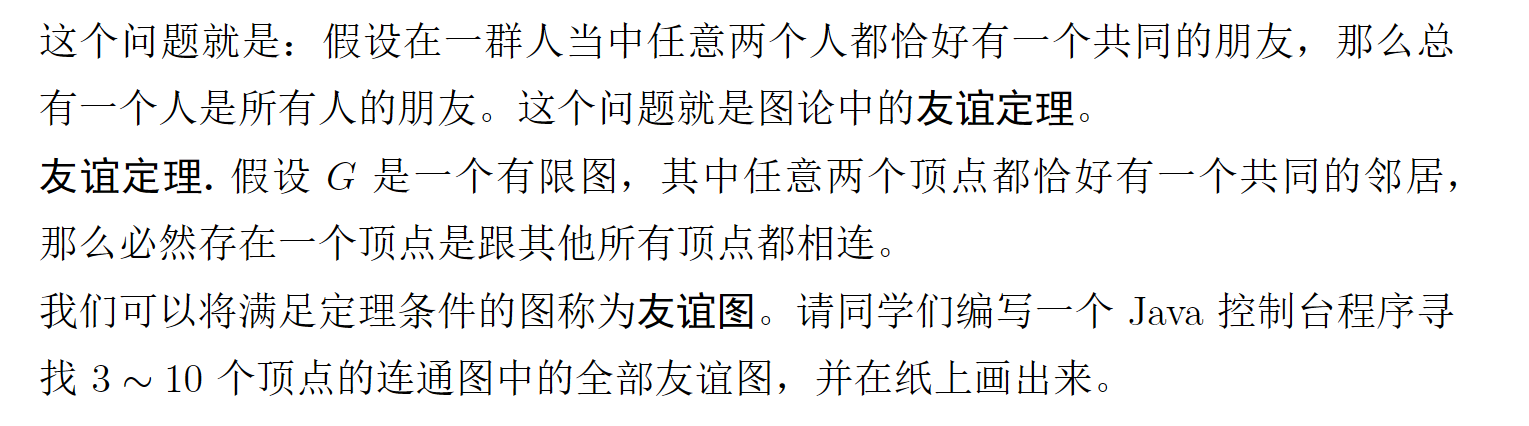 这个问题就是：假设在一群人当中任意两个人都恰好有一个共同的朋友，那么总
有一个人是所有人的朋友。这个问题就是图论中的友谊定理。
友谊定理. 假设 G 是一个有限图，其中任意两个顶点都恰好有一个共同的邻居，
那么必然存在一个顶点是跟其他所有顶点都相连。
我们可以将满足定理条件的图称为友谊图。请同学们编写一个 Java 控制台程序寻
找 3 ~ 10 个顶点的连通图中的全部友谊图，并在纸上画出来。